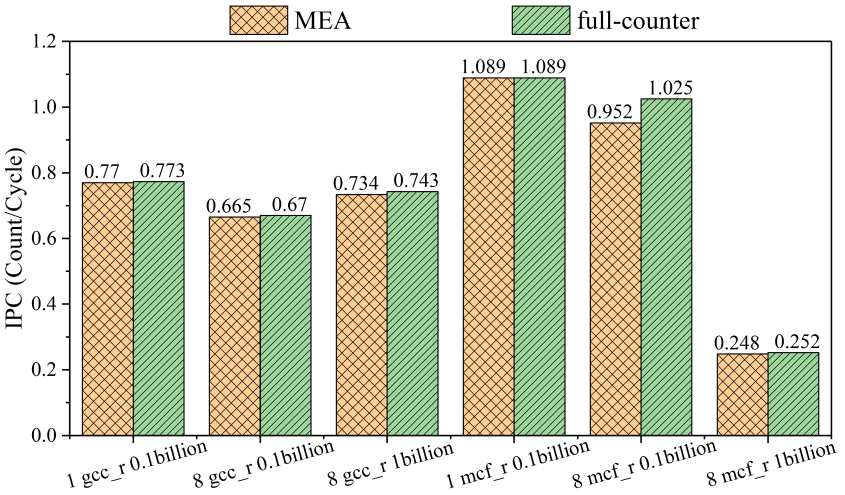 MEA full-counter
IPC (Count/Cycle)
1.2
1.0
0.8
0.6
0.4
0.2
0.0
0.77 0.773
0.665 0.67
0.734 0.743
1.089 1.089
0.952 1.025
0.248 0.252
1 gcc_r 0.1billion
8 gcc_r 0.1billion
8 gcc_r 1billion
1 mcf_r 0.1billion
8 mcf_r 0.1billion
8 mcf_r 1billion